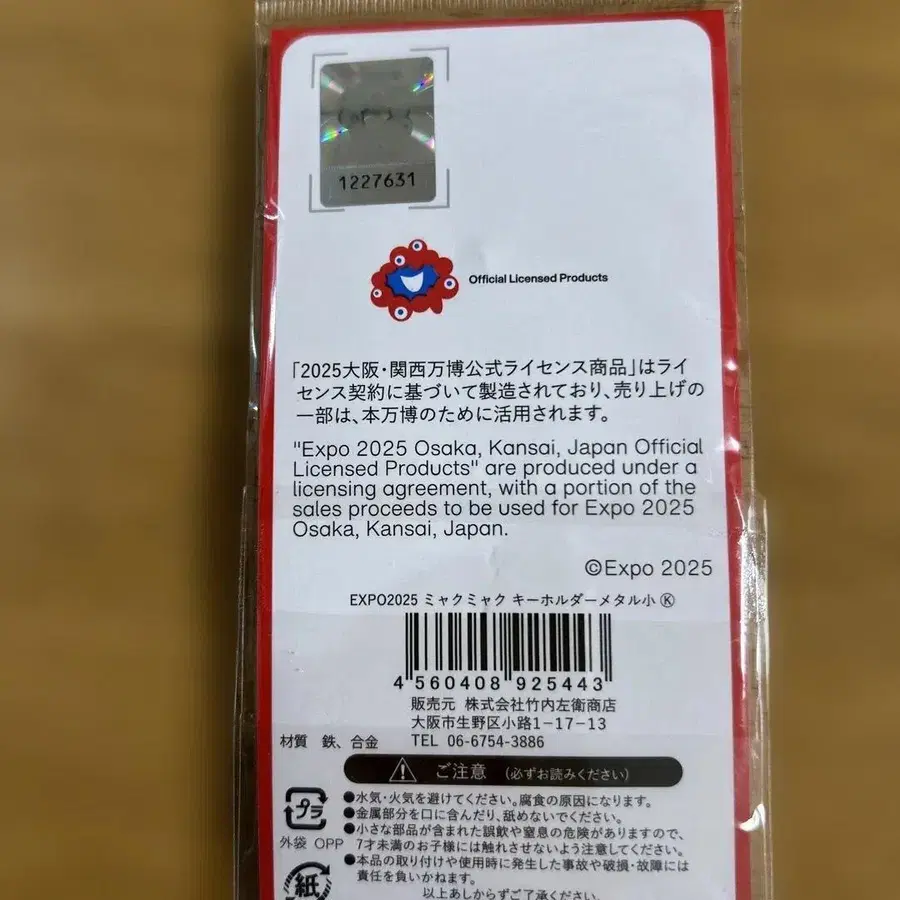 1227631
Official Licensed Products
「2025大阪・関西万博公式ライセンス商品」はライ
センス契約に基づいて製造されており、売り上げの
一部は、本万博のために活用されます。
"Expo 2025 Osaka, Kansai, Japan Official
Licensed Products" are produced under a
licensing agreement, with a portion of the
sales proceeds to be used for Expo 2025
Osaka, Kansai, Japan.
©Expo 2025
EXPO2025 ミャクミャク キーホルダーメタル小 Ⓚ
4 560408 925443
販売元 株式会社竹内左衛商店
大阪市生野区小路1-17-13
材質 鉄、合金 TEL 06-6754-3886
ご注意 (必ずお読みください)
●水気・火気を避けてください。腐食の原因になります。
●金属部分を口に含んだり、舐めないでください。
●小さな部品が含まれた誤飲や窒息の危険がありますので、
7才未満のお子様には触れさせないよう注意してください。
●本品の取り付けや使用時に発生した事故や破損・故障には
責任を負いかねます。
以上あしからずご了承ください。
プラ
外袋 OPP
紙